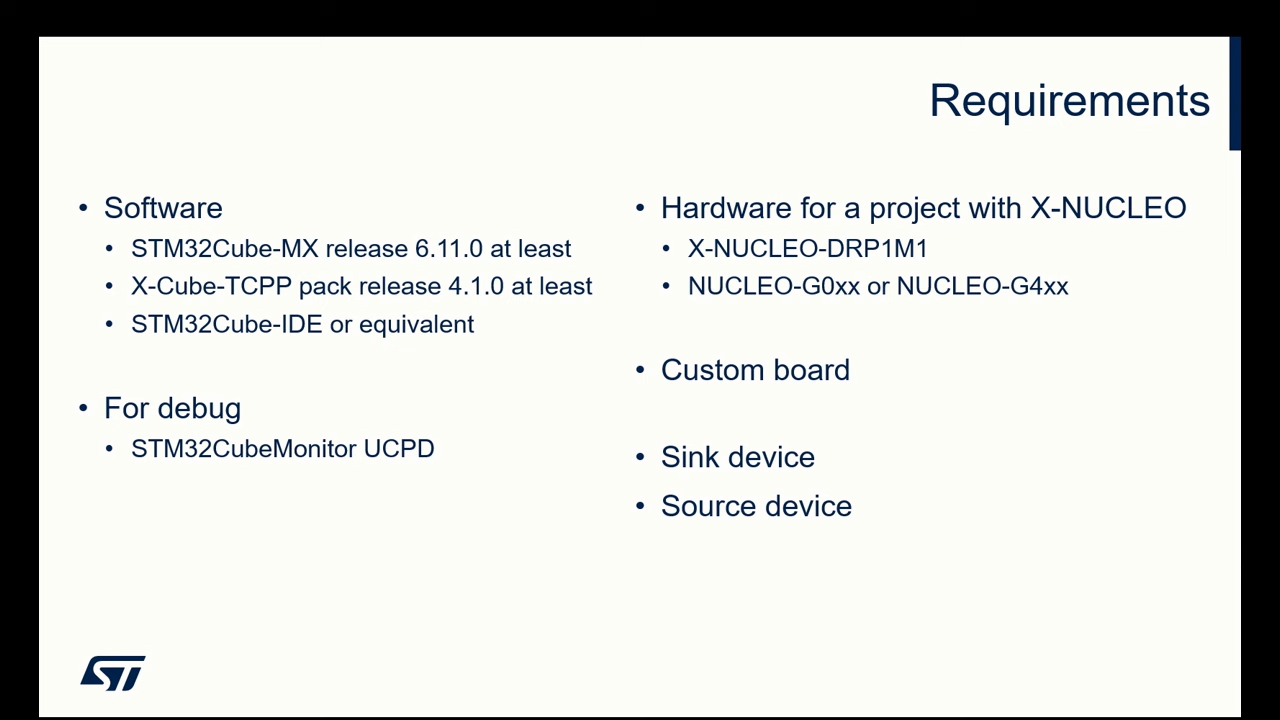 Requirements
• Software
• STM32Cube-MX release 6.11.0 at least
• X-Cube-TCPP pack release 4.1.0 at least
• STM32Cube-IDE or equivalent
• For debug
• STM32CubeMonitor UCPD
• Hardware for a project with X-NUCLEO
• X-NUCLEO-DRP1M1
• NUCLEO-G0xx or NUCLEO-G4xx
• Custom board
• Sink device
• Source device
ST